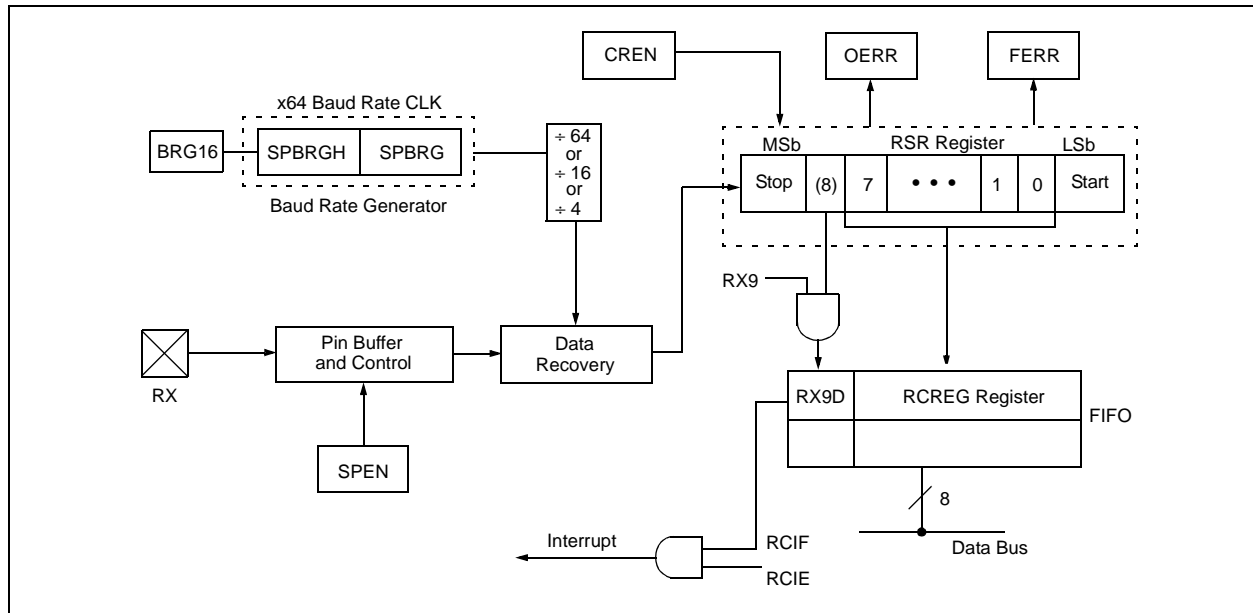 CREN
OERR
FERR
x64 Baud Rate CLK
BRG16
SPBRGH
SPBRG
Baud Rate Generator
÷ 64
or
÷ 16
or
÷ 4
MSb
RSR Register
LSb
Stop
(8)
7
• • •
1
0
Start
RX9
RX
Pin Buffer
and Control
Data
Recovery
SPEN
RX9D
RCREG Register
FIFO
8
Data Bus
Interrupt
RCIF
RCIE